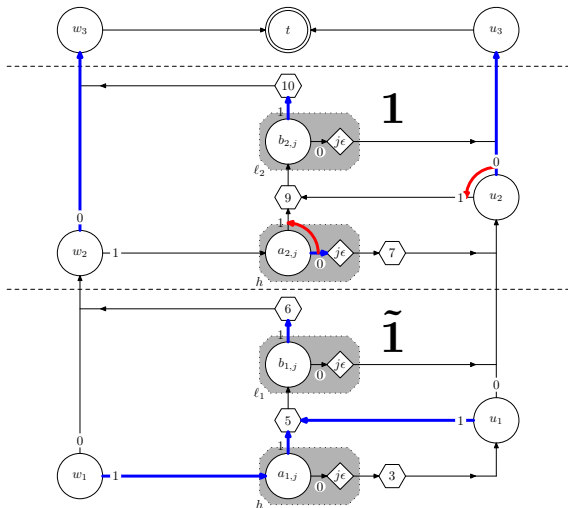 w₃ t u₃
10
1
1
b₂,ⱼ jϵ
0
0
ℓ₂
9 1 u₂
1
w₂ 1 a₂,ⱼ jϵ 7
0
0
h
6
1̃
1
b₁,ⱼ jϵ
0
ℓ₁
5 1 u₁
0
0
1
w₁ 1 a₁,ⱼ jϵ 3
0
h